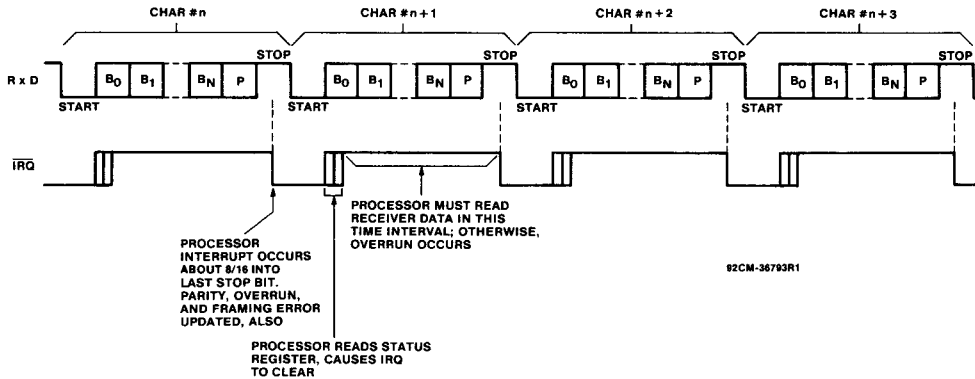 CHAR #n CHAR #n+1 CHAR #n+2 CHAR #n+3
STOP STOP STOP STOP
R x D B0 B1 BN P B0 B1 BN P B0 B1 BN P B0 B1 BN P
START START START START
IRQ
PROCESSOR
INTERRUPT OCCURS
ABOUT 8/16 INTO
LAST STOP BIT.
PARITY, OVERRUN,
AND FRAMING ERROR
UPDATED, ALSO
PROCESSOR READS STATUS
REGISTER, CAUSES IRQ
TO CLEAR
PROCESSOR MUST READ
RECEIVER DATA IN THIS
TIME INTERVAL; OTHERWISE,
OVERRUN OCCURS
92CM-36793R1